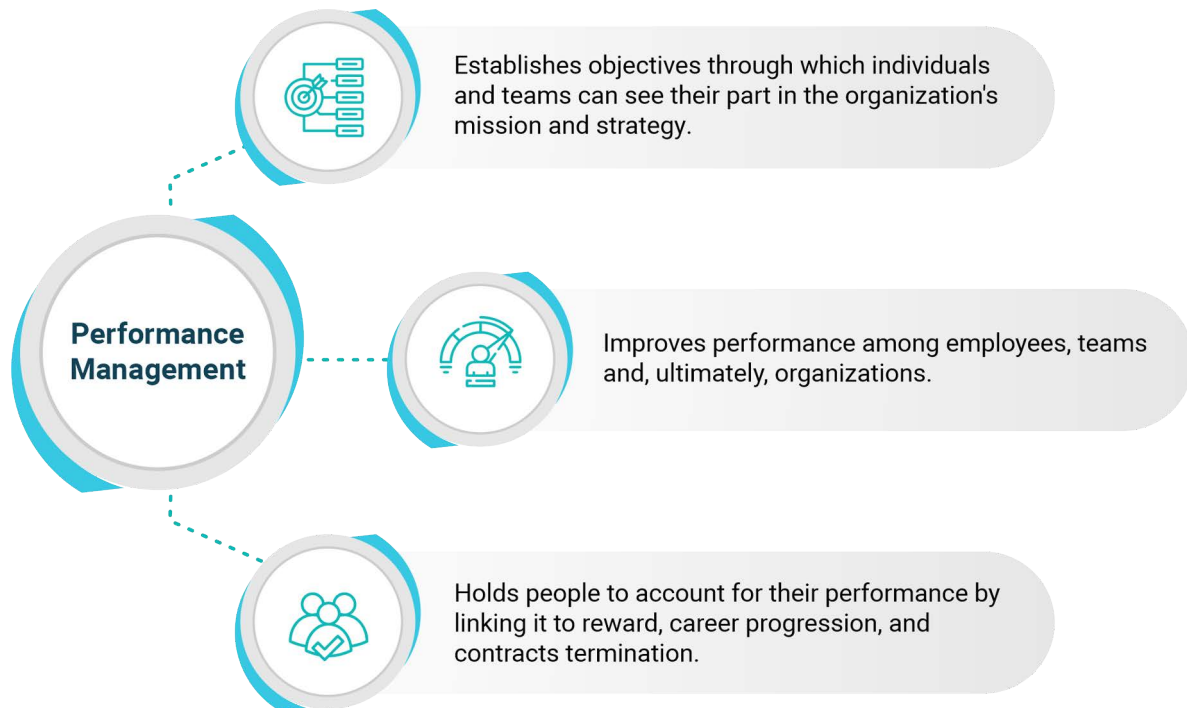 Establishes objectives through which individuals
and teams can see their part in the organization's
mission and strategy.
Performance
Management
Improves performance among employees, teams
and, ultimately, organizations.
Holds people to account for their performance by
linking it to reward, career progression, and
contracts termination.